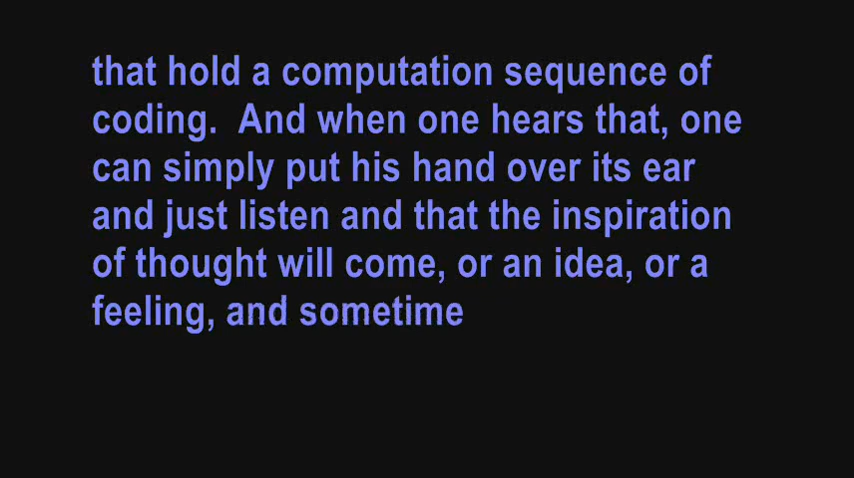 that hold a computation sequence of
coding.  And when one hears that, one
can simply put his hand over its ear
and just listen and that the inspiration
of thought will come, or an idea, or a
feeling, and sometime